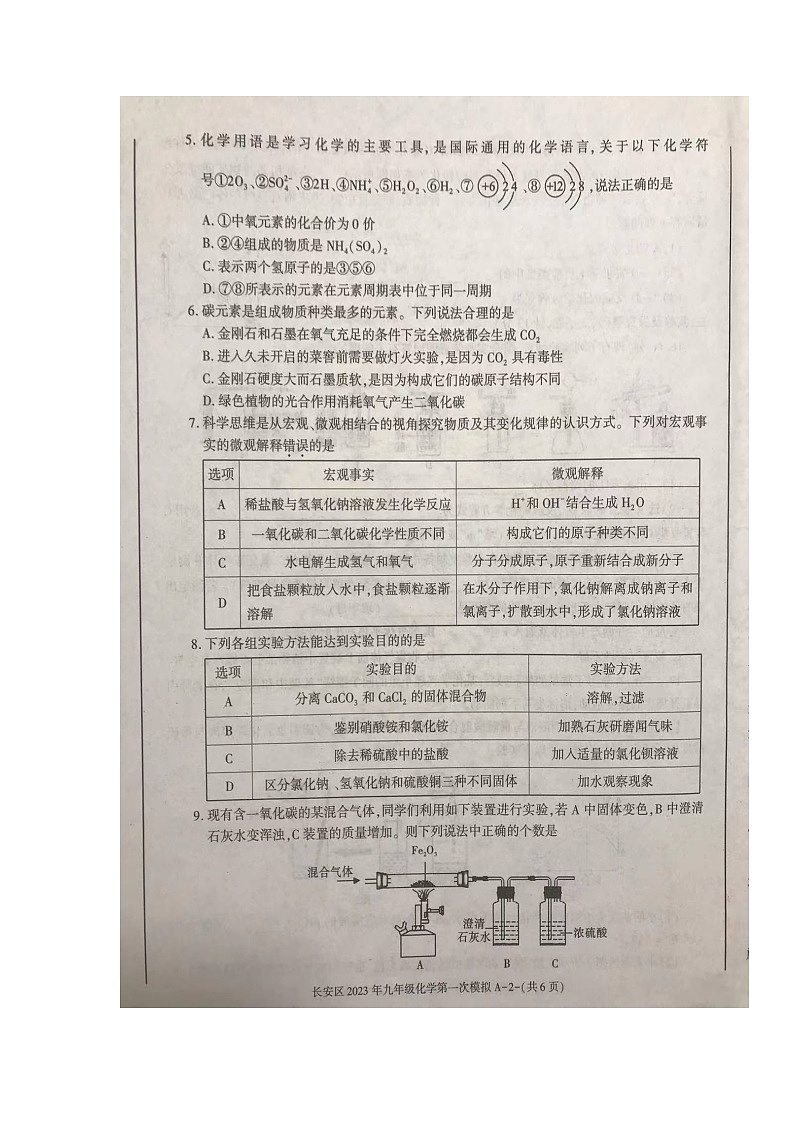 5. 化学用语是学习化学的主要工具,是国际通用的化学语言,关于以下化学符
号①2O₃、②SO₄²⁻、③2H、④NH₄⁺、⑤H₂O₂、⑥H₂、⑦ +6 2 4 、⑧ +12 2 8 ,说法正确的是
A. ①中氧元素的化合价为0价
B. ②④组成的物质是 NH₄(SO₄)₂
C. 表示两个氢原子的是③⑤⑥
D. ⑦⑧所表示的元素在元素周期表中位于同一周期
6. 碳元素是组成物质种类最多的元素。下列说法合理的是
A. 金刚石和石墨在氧气充足的条件下完全燃烧都会生成 CO₂
B. 进入久未开启的菜窖前需要做灯火实验,是因为 CO₂ 具有毒性
C. 金刚石硬度大而石墨质软,是因为构成它们的碳原子结构不同
D. 绿色植物的光合作用消耗氧气产生二氧化碳
7. 科学思维是从宏观、微观相结合的视角探究物质及其变化规律的认识方式。下列对宏观事
实的微观解释错误的是
选项 宏观事实 微观解释
A 稀盐酸与氢氧化钠溶液发生化学反应 H⁺和 OH⁻结合生成 H₂O
B 一氧化碳和二氧化碳化学性质不同 构成它们的原子种类不同
C 水电解生成氢气和氧气 分子分成原子,原子重新结合成新分子
D 把食盐颗粒放入水中,食盐颗粒逐渐 在水分子作用下,氯化钠解离成钠离子和
溶解 氯离子,扩散到水中,形成了氯化钠溶液
8. 下列各组实验方法能达到实验目的的是
选项 实验目的 实验方法
A 分离 CaCO₃ 和 CaCl₂ 的固体混合物 溶解,过滤
B 鉴别硝酸铵和氯化铵 加熟石灰研磨闻气味
C 除去稀硫酸中的盐酸 加入适量的氯化钡溶液
D 区分氯化钠、氢氧化钠和硫酸铜三种不同固体 加水观察现象
9. 现有含一氧化碳的某混合气体,同学们利用如下装置进行实验,若 A 中固体变色,B 中澄清
石灰水变浑浊,C 装置的质量增加。则下列说法中正确的个数是
Fe₂O₃
混合气体
澄清
石灰水
浓硫酸
A B C
长安区 2023 年九年级化学第一次模拟 A-2-(共 6 页)